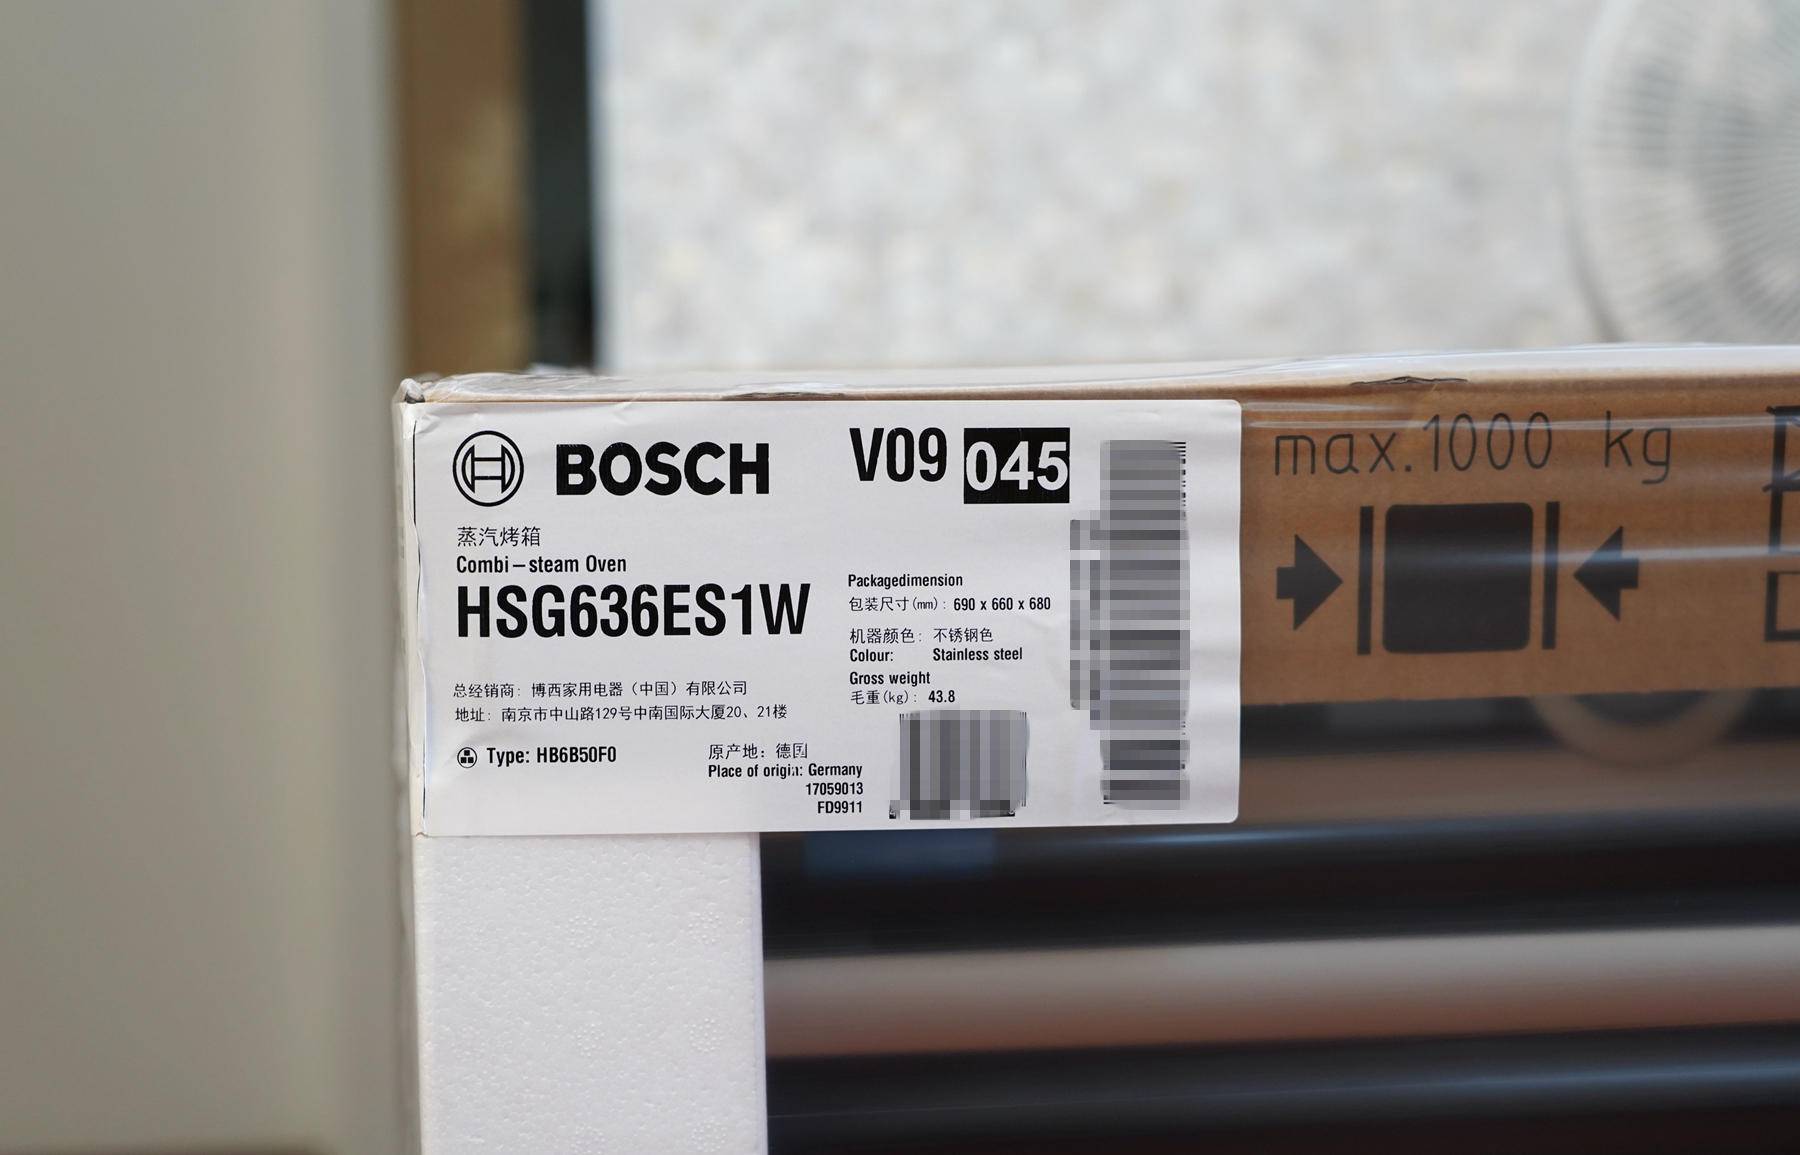 BOSCH
V09 045
蒸汽烤箱
Combi-steam Oven
HSG636ES1W
总经销商: 博西家用电器(中国)有限公司
地址: 南京市中山路129号中南国际大厦20、21楼
Type: HB6B50F0
原产地: 德国
Place of origin: Germany
17059013
FD9911
Packagedimension
包装尺寸(mm): 690 x 660 x 680
机器颜色: 不锈钢色
Colour: Stainless steel
Gross weight
毛重(kg): 43.8
max.1000 kg